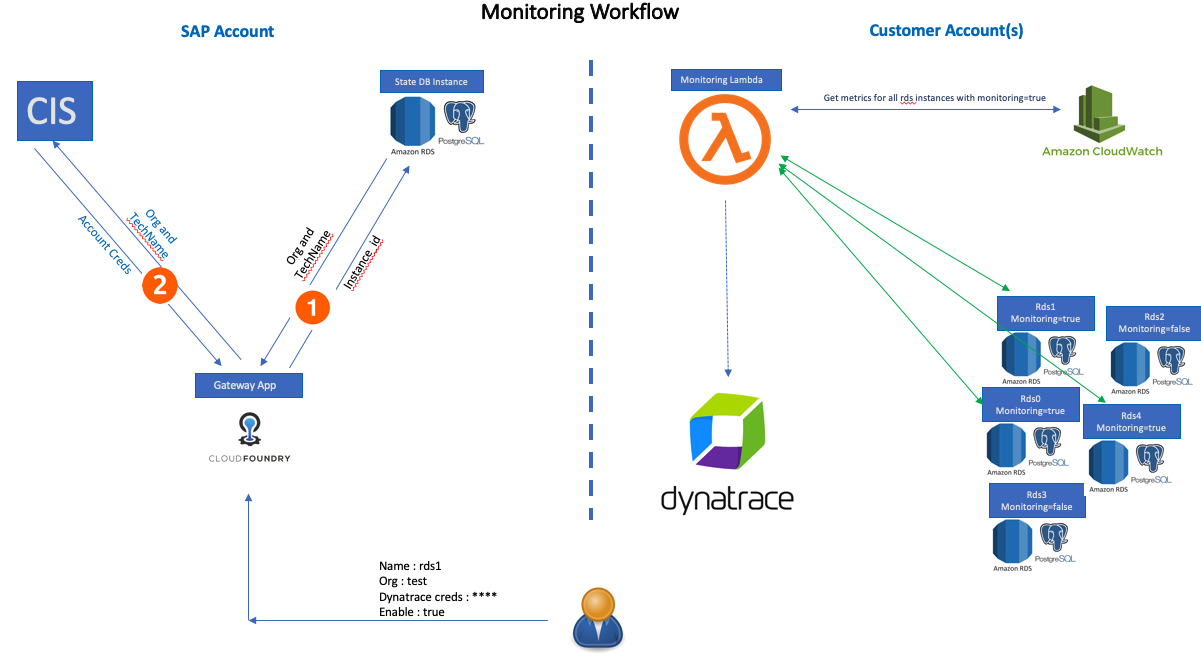 Monitoring Workflow
SAP Account
Customer Account(s)
CIS
State DB Instance
PostgreSQL
Amazon RDS
Monitoring Lambda
Get metrics for all rds instances with monitoring=true
Amazon CloudWatch
Org and
TechName
Account Creds
2
Org and
TechName
Instance_id
1
Gateway App
CLOUDFOUNDRY
dynatrace
Rds1
Monitoring=true
PostgreSQL
Amazon RDS
Rds2
Monitoring=false
PostgreSQL
Amazon RDS
Rds0
Monitoring=true
PostgreSQL
Amazon RDS
Rds4
Monitoring=true
PostgreSQL
Amazon RDS
Rds3
Monitoring=false
PostgreSQL
Amazon RDS
Name : rds1
Org : test
Dynatrace creds : ****
Enable : true